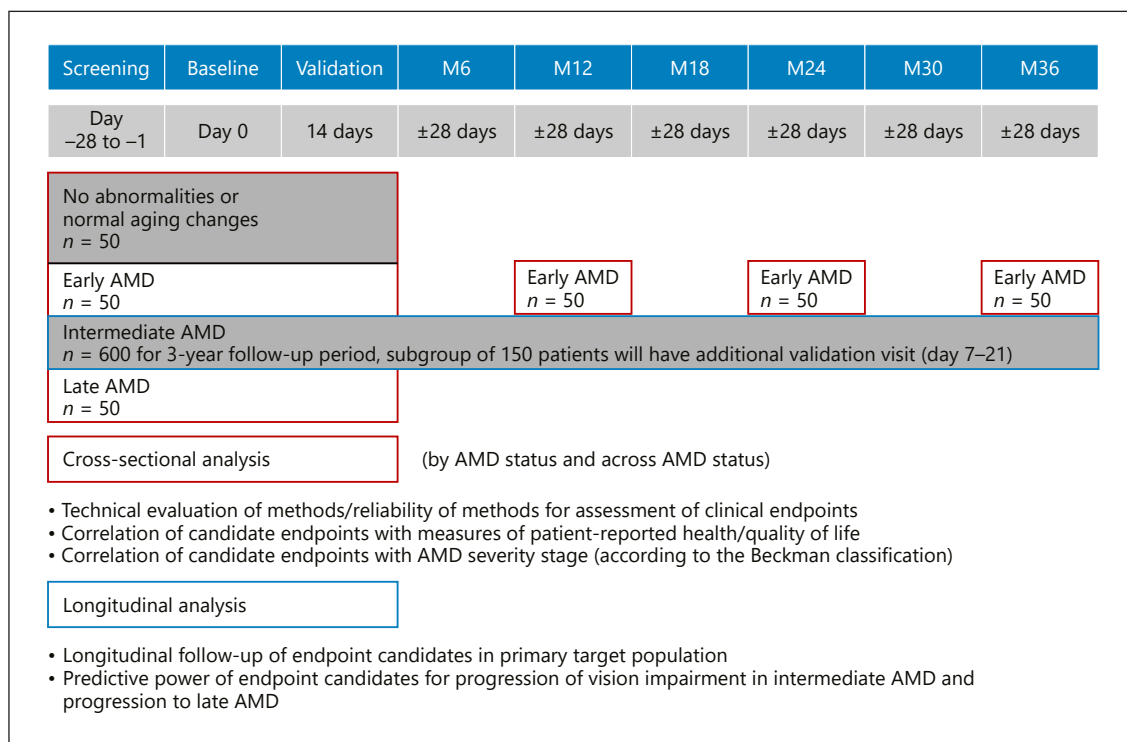 Screening Baseline Validation M6 M12 M18 M24 M30 M36
Day
–28 to –1 Day 0 14 days ±28 days ±28 days ±28 days ±28 days ±28 days ±28 days
No abnormalities or
normal aging changes
n = 50
Early AMD Early AMD Early AMD Early AMD
n = 50 n = 50 n = 50 n = 50
Intermediate AMD
n = 600 for 3-year follow-up period, subgroup of 150 patients will have additional validation visit (day 7–21)
Late AMD
n = 50
Cross-sectional analysis (by AMD status and across AMD status)
• Technical evaluation of methods/reliability of methods for assessment of clinical endpoints
• Correlation of candidate endpoints with measures of patient-reported health/quality of life
• Correlation of candidate endpoints with AMD severity stage (according to the Beckman classification)
Longitudinal analysis
• Longitudinal follow-up of endpoint candidates in primary target population
• Predictive power of endpoint candidates for progression of vision impairment in intermediate AMD and
progression to late AMD